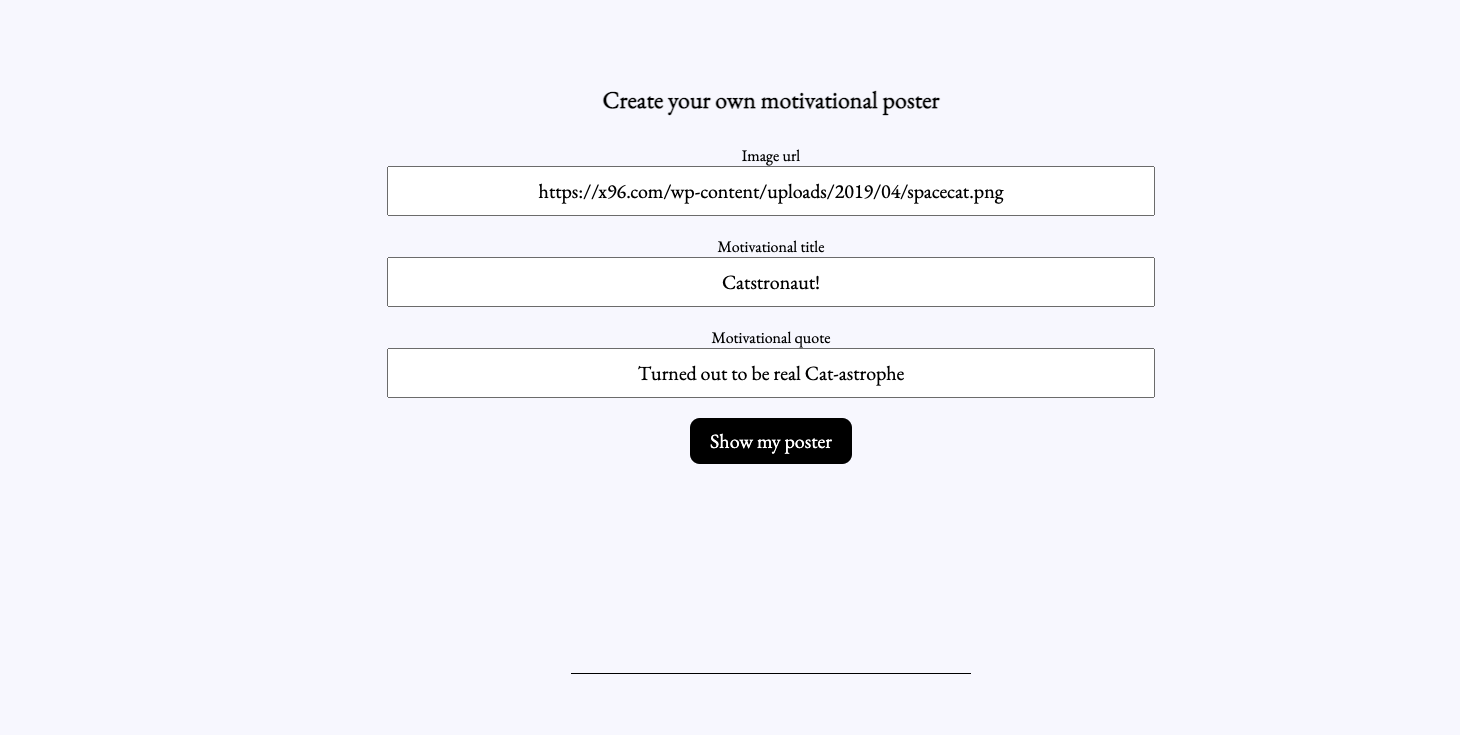 Create your own motivational poster
Image url
https://x96.com/wp-content/uploads/2019/04/spacecat.png
Motivational title
Catstronaut!
Motivational quote
Turned out to be real Cat-astrophe
Show my poster